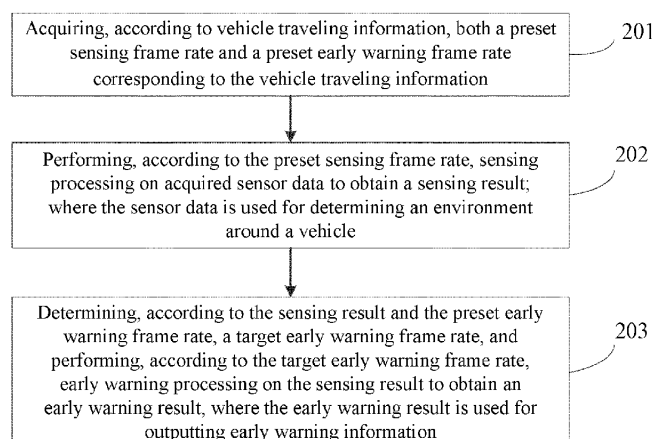 Acquiring, according to vehicle traveling information, both a preset
sensing frame rate and a preset early warning frame rate
corresponding to the vehicle traveling information
201
Performing, according to the preset sensing frame rate, sensing
processing on acquired sensor data to obtain a sensing result;
where the sensor data is used for determining an environment
around a vehicle
202
Determining, according to the sensing result and the preset early
warning frame rate, a target early warning frame rate, and
performing, according to the target early warning frame rate,
early warning processing on the sensing result to obtain an
early warning result, where the early warning result is used for
outputting early warning information
203